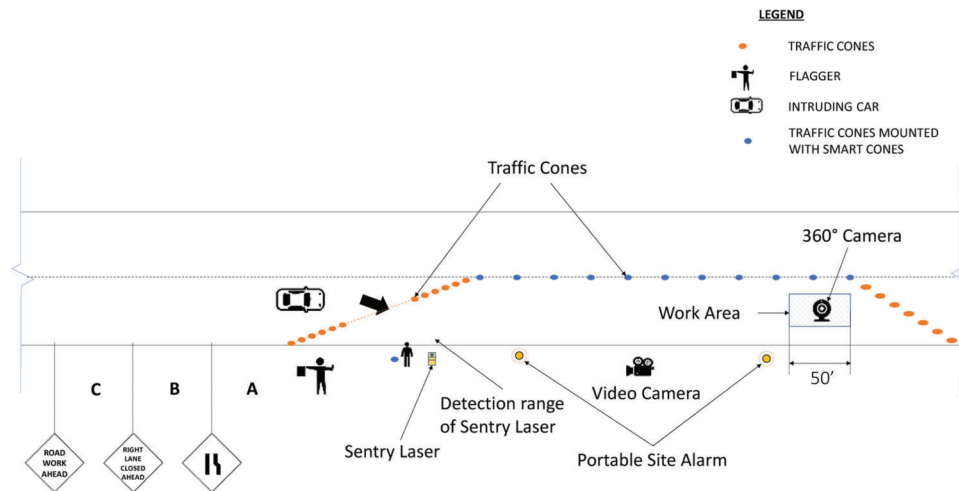 LEGEND
TRAFFIC CONES
FLAGGER
INTRUDING CAR
TRAFFIC CONES MOUNTED
WITH SMART CONES
Traffic Cones
360° Camera
Work Area
50’
C
B
A
Video Camera
Detection range
of Sentry Laser
Sentry Laser
Portable Site Alarm
ROAD
WORK
AHEAD
RIGHT
LANE
CLOSED
AHEAD